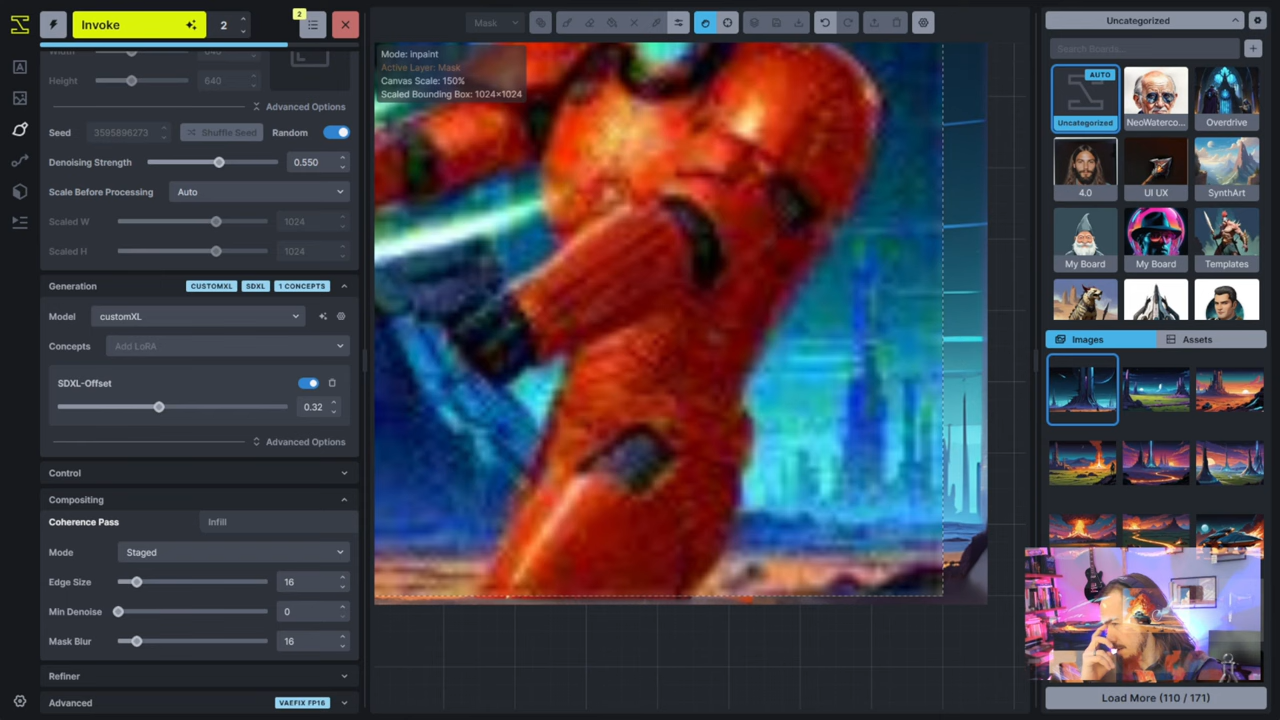 Invoke
2
2
Mask
Uncategorized
Mode: Inpaint
Active Layer: Mask
Canvas Scale: 150%
Scaled Bounding Box: 1024×1024
Search Boards...
Width
640
Height
640
Advanced Options
Seed
3595896273
Shuffle Seed
Random
Denoising Strength
0.550
Scale Before Processing
Auto
Scaled W
1024
Scaled H
1024
Generation
CUSTOMXL
SDXL
1 CONCEPTS
Model
customXL
Concepts
Add LoRA
SDXL-Offset
0.32
Advanced Options
Control
Compositing
Coherence Pass
Infill
Mode
Staged
Edge Size
16
Min Denoise
0
Mask Blur
16
Refiner
Advanced
VAEFIX FP16
AUTO
Uncategorized
NeoWaterco...
Overdrive
4.0
UI UX
SynthArt
My Board
My Board
Templates
Images
Assets
Load More (110 / 171)